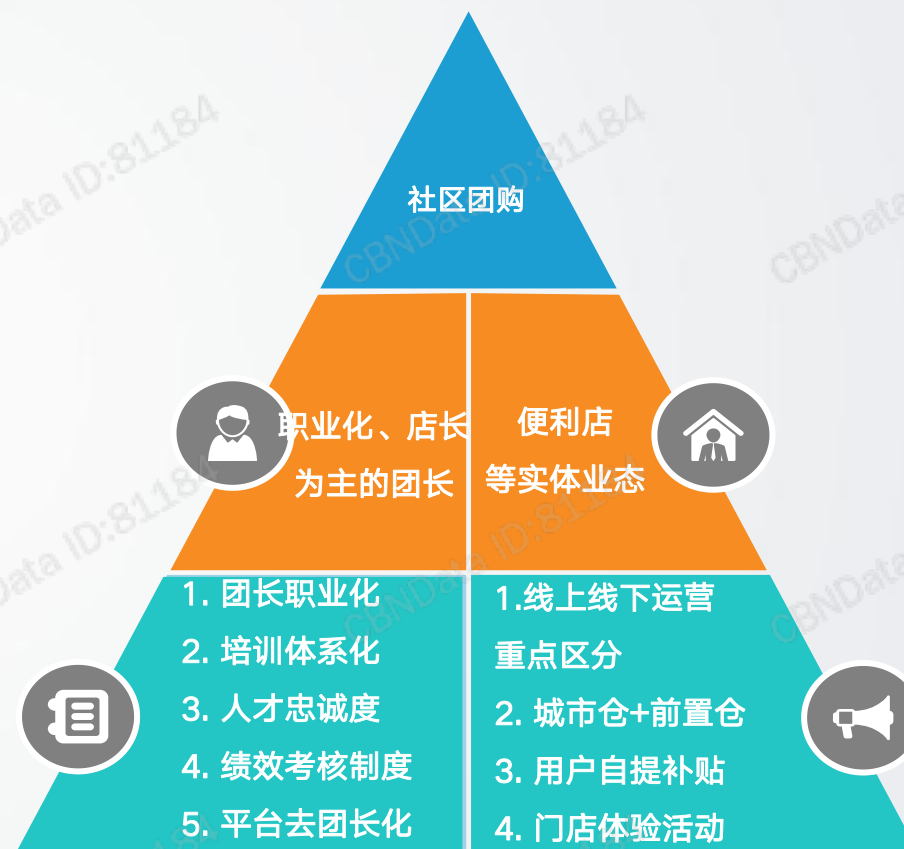 社区团购
职业化、店长
为主的团长
便利店
等实体业态
1. 团长职业化
2. 培训体系化
3. 人才忠诚度
4. 绩效考核制度
5. 平台去团长化
1.线上线下运营
重点区分
2. 城市仓+前置仓
3. 用户自提补贴
4. 门店体验活动
CBNData ID:81184